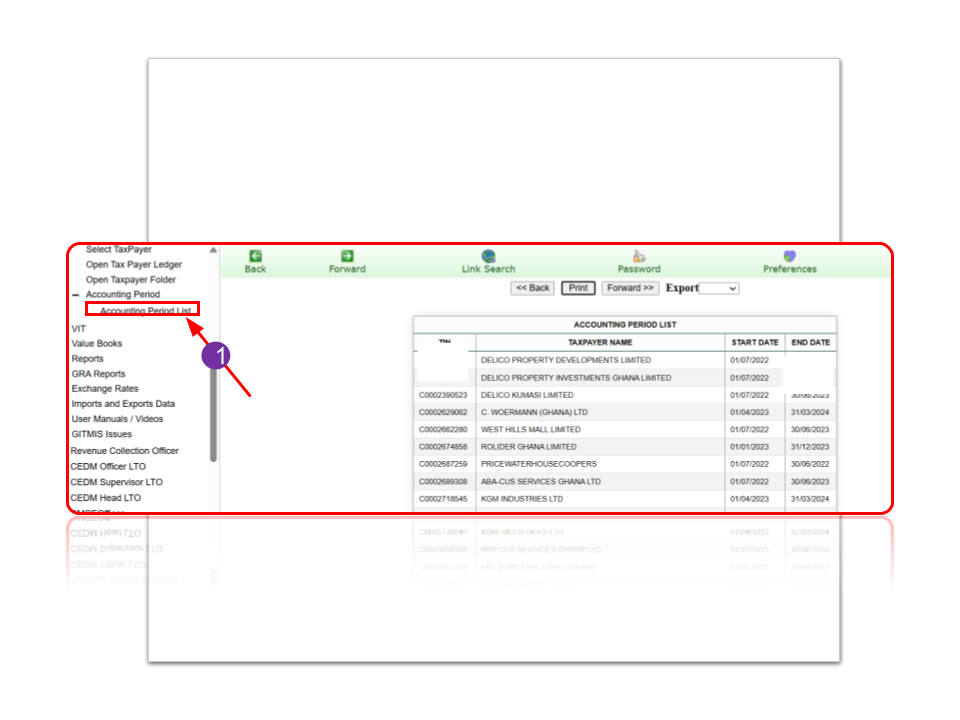 Select TaxPayer
Open Tax Payer Ledger
Open Taxpayer Folder
Accounting Period
Accounting Period List
VIT
Value Books
Reports
GRA Reports
Exchange Rates
Imports and Exports Data
User Manuals / Videos
GITMIS Issues
Revenue Collection Officer
CEDM Officer LTO
CEDM Supervisor LTO
CEDM Head LTO
1
Back Forward Link Search Password Preferences
<< Back Print Forward >> Export
ACCOUNTING PERIOD LIST
TIN TAXPAYER NAME START DATE END DATE
DELICO PROPERTY DEVELOPMENTS LIMITED 01/07/2022
DELICO PROPERTY INVESTMENTS GHANA LIMITED 01/07/2022
C0002390523 DELICO KUMASI LIMITED 01/07/2022 30/06/2023
C0002629062 C. WOERMANN (GHANA) LTD 01/04/2023 31/03/2024
C0002662280 WEST HILLS MALL LIMITED 01/07/2022 30/06/2023
C0002674858 ROLIDER GHANA LIMITED 01/01/2023 31/12/2023
C0002687259 PRICEWATERHOUSECOOPERS 01/07/2022 30/06/2022
C0002689308 ABA-CUS SERVICES GHANA LTD 01/07/2022 30/06/2023
C0002718545 KGM INDUSTRIES LTD 01/04/2023 31/03/2024